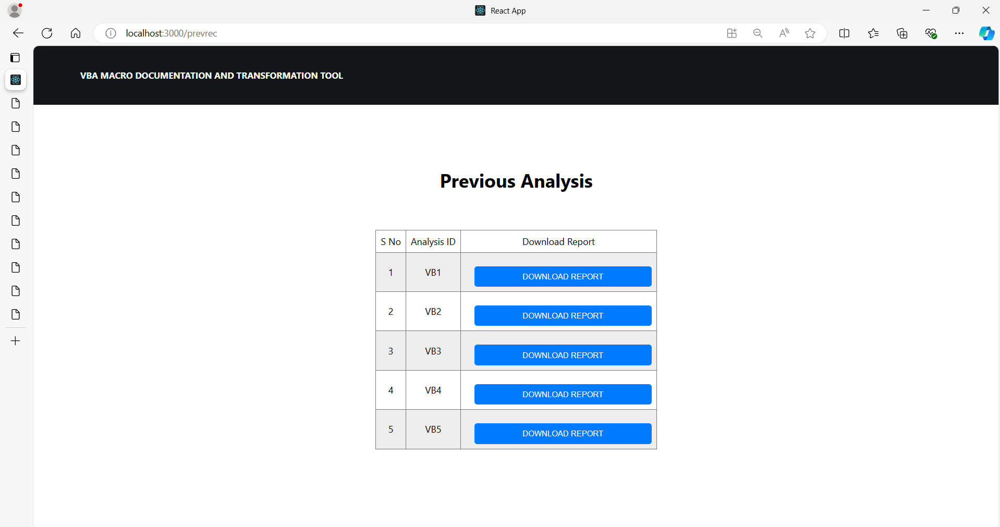 React App
localhost:3000/prevrec
VBA MACRO DOCUMENTATION AND TRANSFORMATION TOOL
Previous Analysis
S No Analysis ID Download Report
1 VB1 DOWNLOAD REPORT
2 VB2 DOWNLOAD REPORT
3 VB3 DOWNLOAD REPORT
4 VB4 DOWNLOAD REPORT
5 VB5 DOWNLOAD REPORT